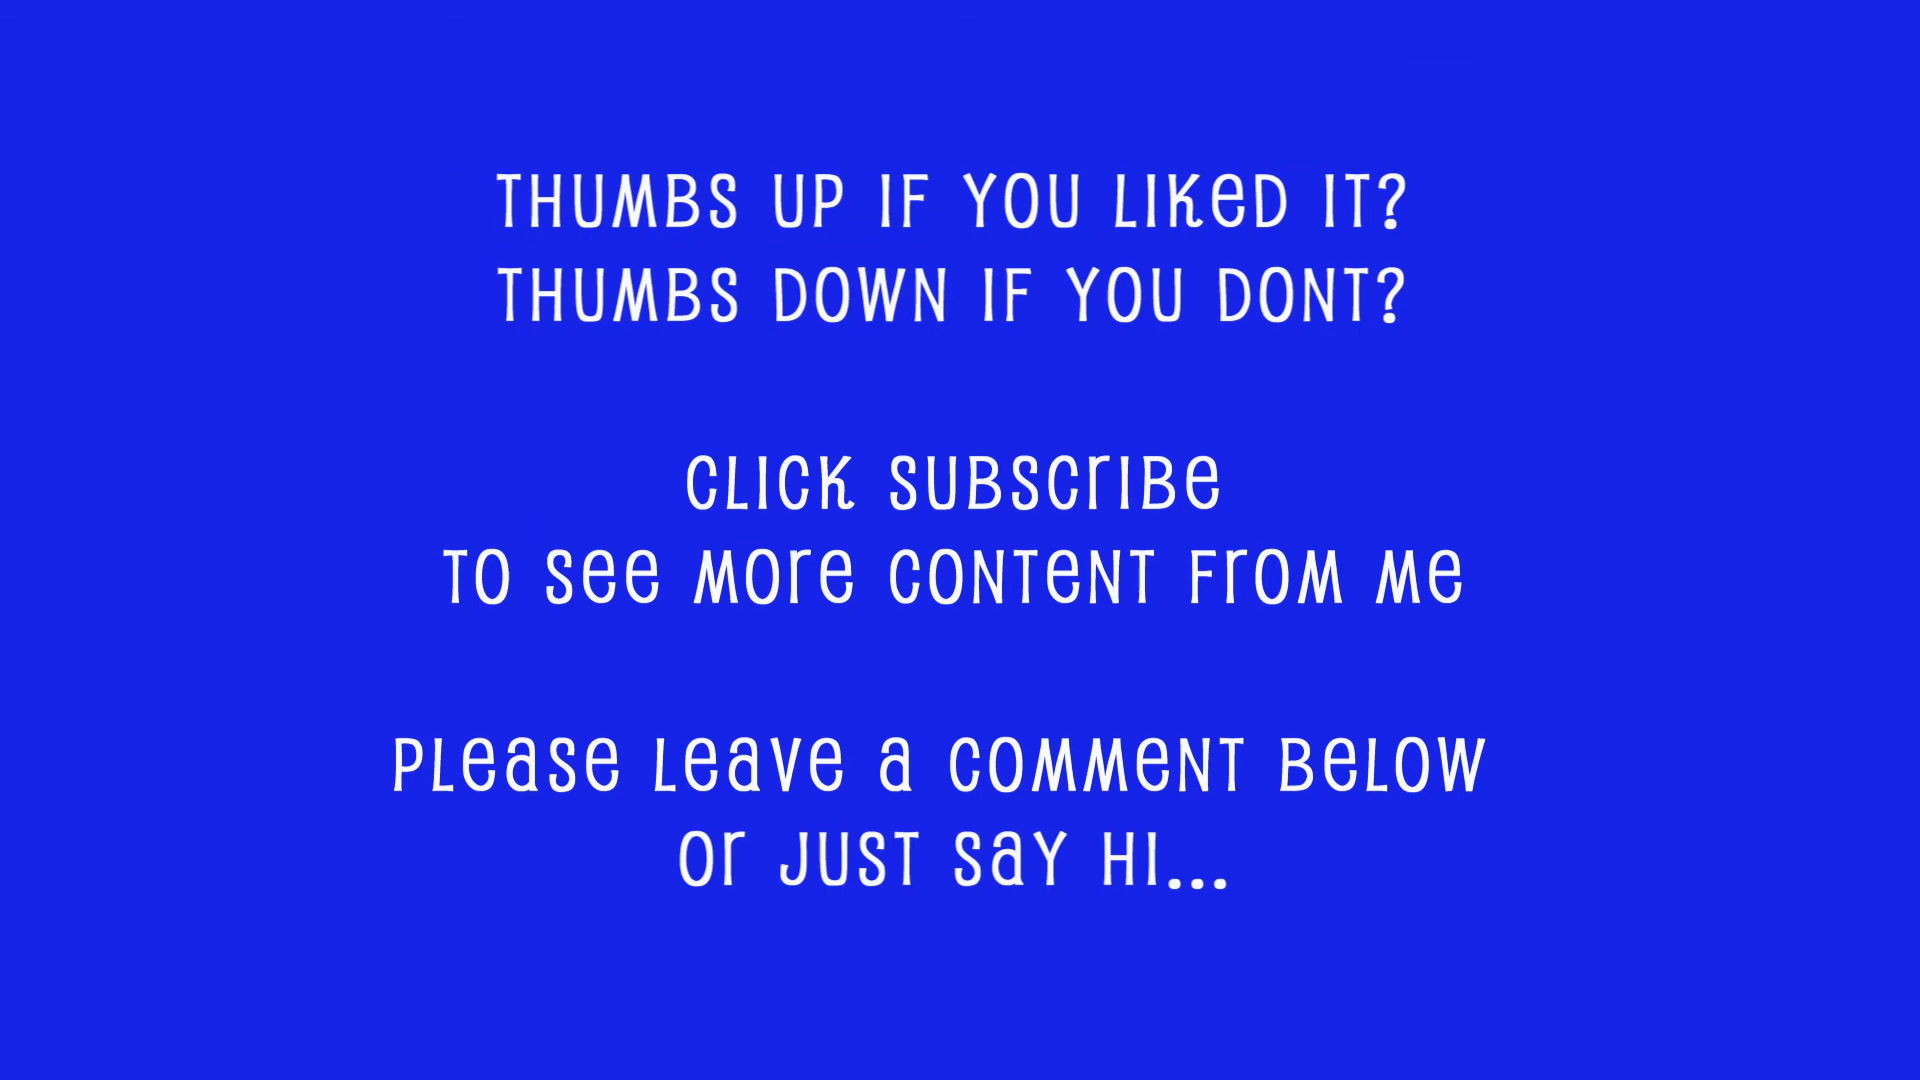 THUMBS UP IF YOU LIKeD IT?
THUMBS DOWN IF YOU DONT?
CLICK SUBSCrIBe
TO See MOre CONTeNT FrOM Me
PLeaSe LeaVe a COMMeNT BeLOW
Or JUST SaY HI...